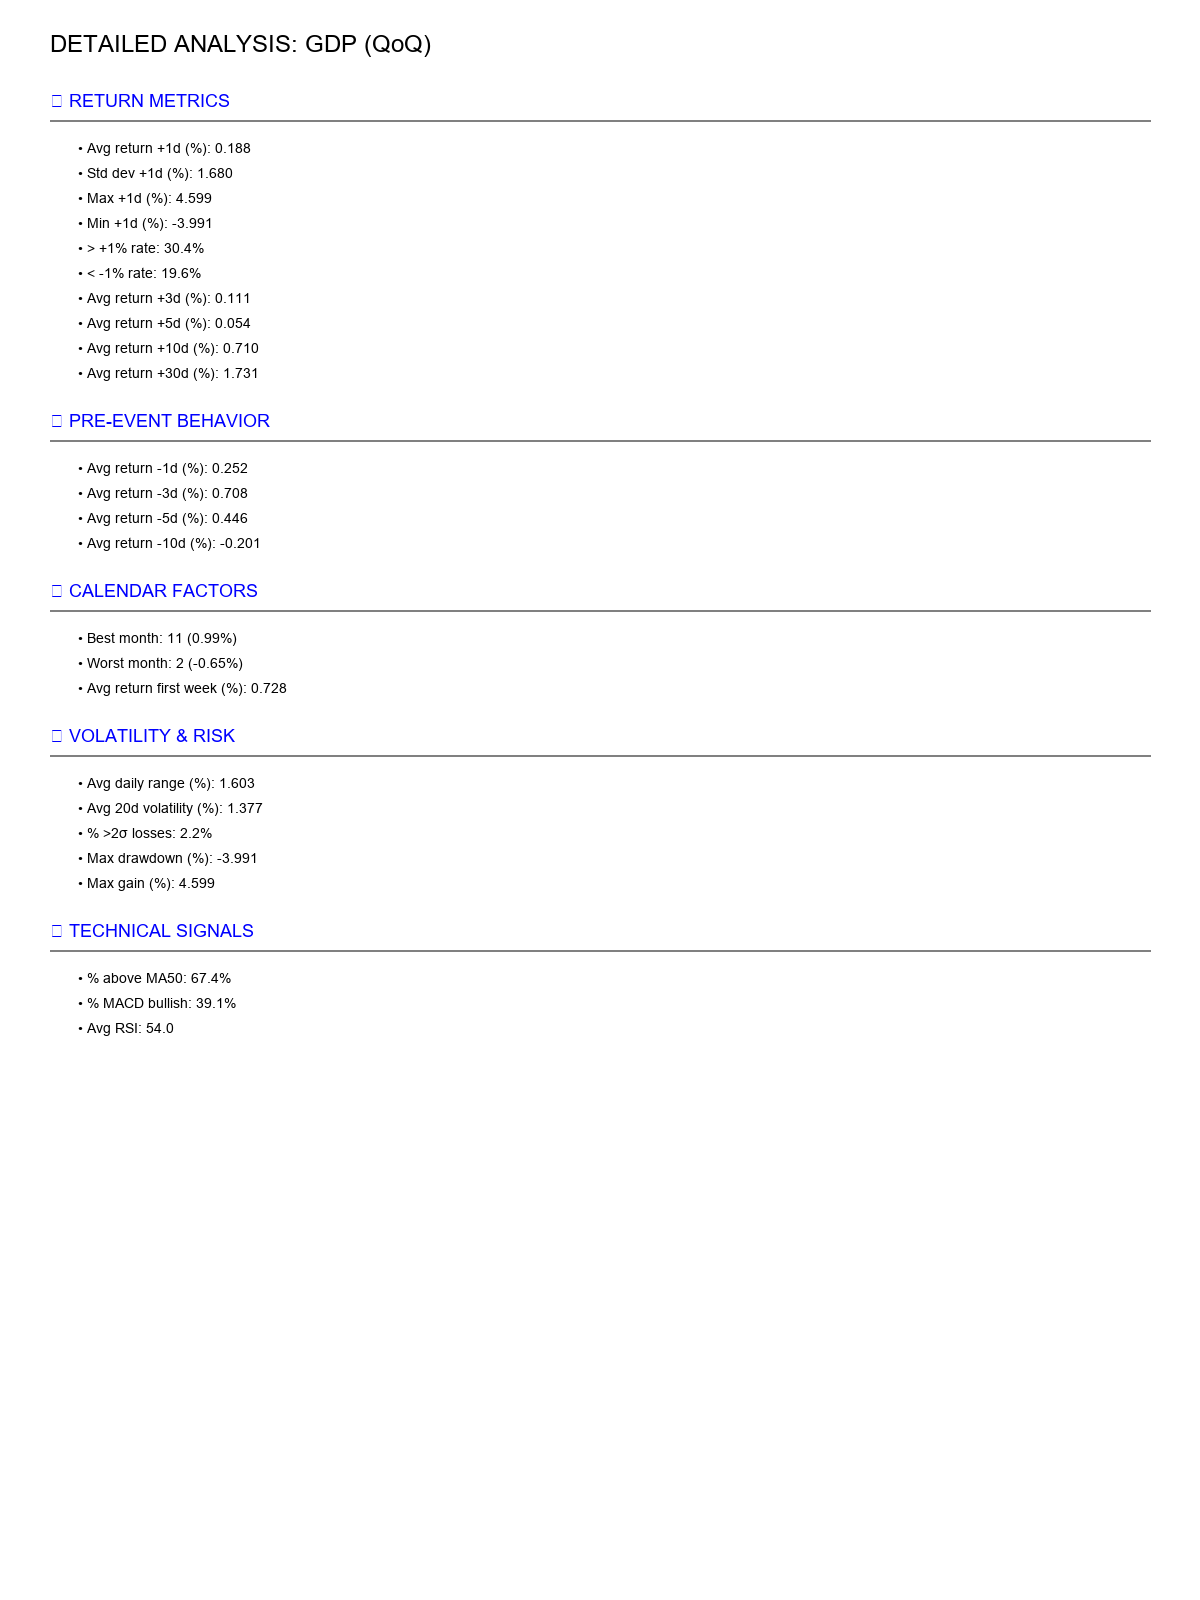 DETAILED ANALYSIS: GDP (QoQ)
RETURN METRICS
• Avg return +1d (%): 0.188
• Std dev +1d (%): 1.680
• Max +1d (%): 4.599
• Min +1d (%): -3.991
• > +1% rate: 30.4%
• < -1% rate: 19.6%
• Avg return +3d (%): 0.111
• Avg return +5d (%): 0.054
• Avg return +10d (%): 0.710
• Avg return +30d (%): 1.731
PRE-EVENT BEHAVIOR
• Avg return -1d (%): 0.252
• Avg return -3d (%): 0.708
• Avg return -5d (%): 0.446
• Avg return -10d (%): -0.201
CALENDAR FACTORS
• Best month: 11 (0.99%)
• Worst month: 2 (-0.65%)
• Avg return first week (%): 0.728
VOLATILITY & RISK
• Avg daily range (%): 1.603
• Avg 20d volatility (%): 1.377
• % >2σ losses: 2.2%
• Max drawdown (%): -3.991
• Max gain (%): 4.599
TECHNICAL SIGNALS
• % above MA50: 67.4%
• % MACD bullish: 39.1%
• Avg RSI: 54.0